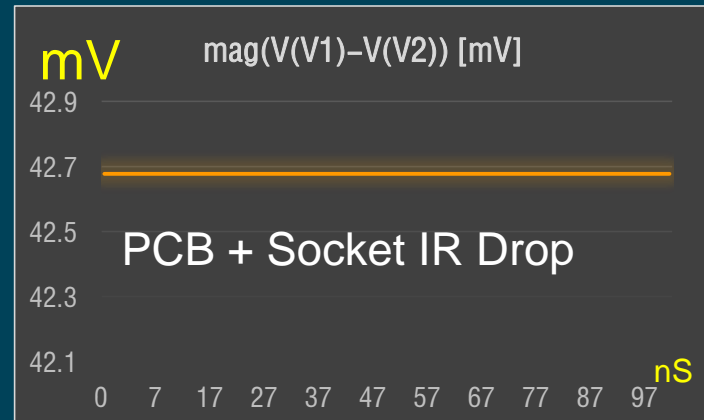 mV
mag(V(V1)–V(V2)) [mV]
42.9
42.7
42.5
PCB + Socket IR Drop
42.3
42.1
nS
0 7 17 27 37 47 57 67 77 87 97